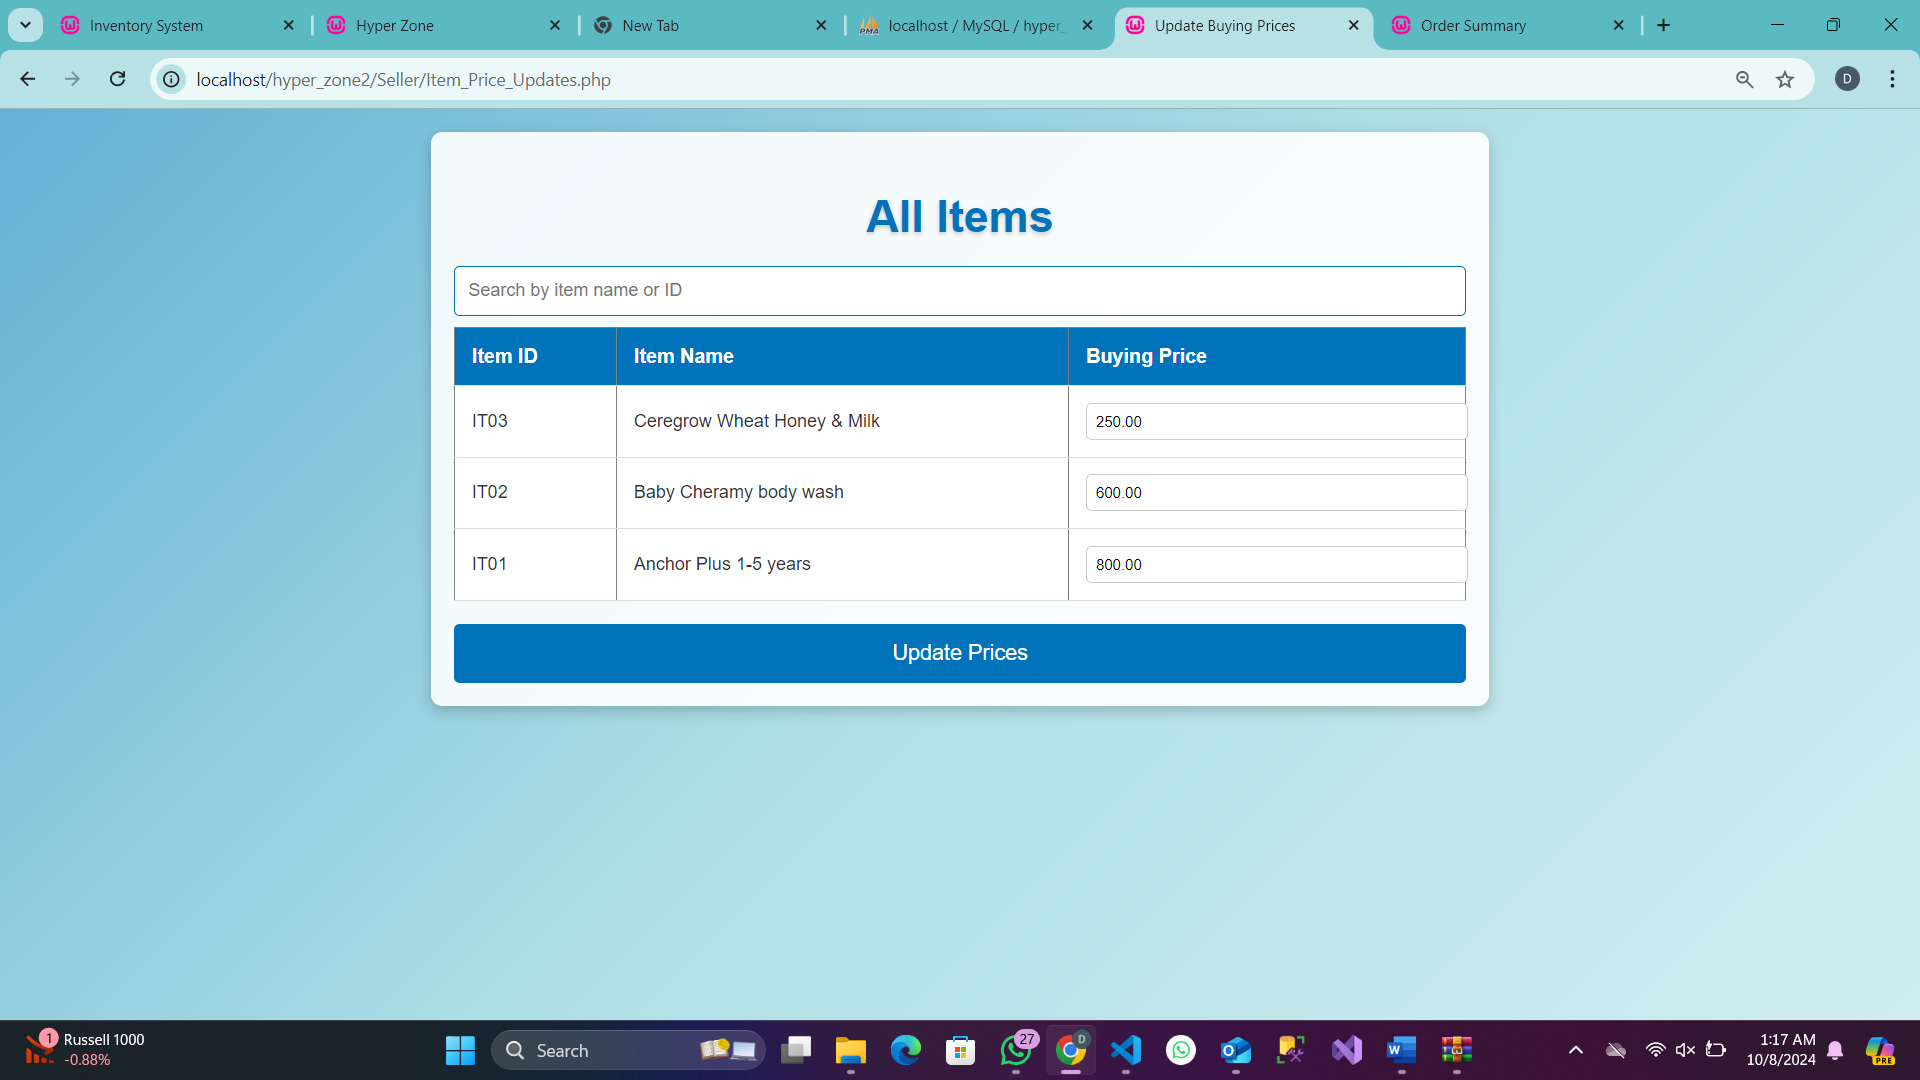 Inventory System
Hyper Zone
New Tab
localhost / MySQL / hyper_
Update Buying Prices
Order Summary
localhost/hyper_zone2/Seller/Item_Price_Updates.php
D
All Items
Search by item name or ID
Item ID Item Name Buying Price
IT03 Ceregrow Wheat Honey & Milk 250.00
IT02 Baby Cheramy body wash 600.00
IT01 Anchor Plus 1-5 years 800.00
Update Prices
1 Russell 1000
-0.88%
Search
27
D
1:17 AM
10/8/2024
PRE